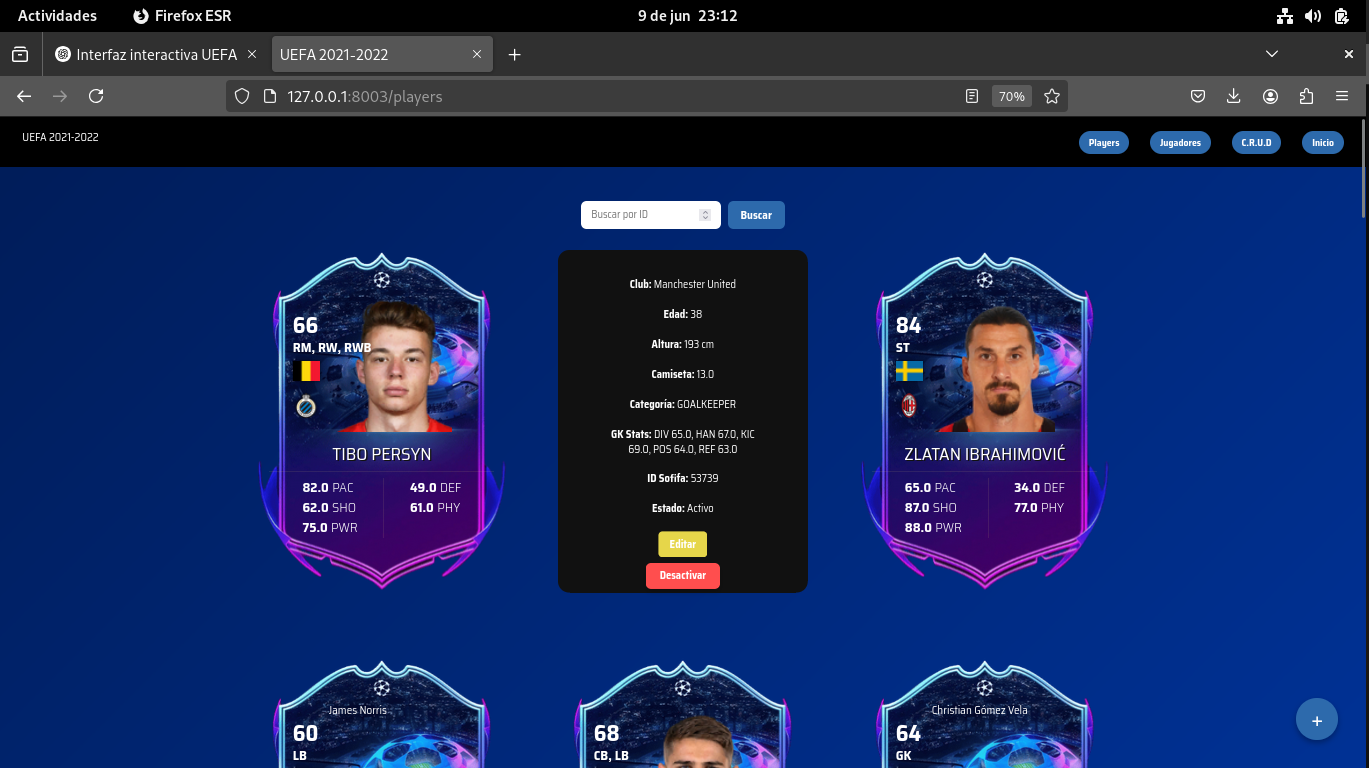 Actividades
Firefox ESR
9 de jun 23:12
Interfaz interactiva UEFA
UEFA 2021-2022
127.0.0.1:8003/players
70%
UEFA 2021-2022
Players
Jugadores
C.R.U.D
Inicio
Buscar por ID
Buscar
66
RM, RW, RWB
TIBO PERSYN
82.0 PAC
49.0 DEF
62.0 SHO
61.0 PHY
75.0 PWR
Club: Manchester United
Edad: 38
Altura: 193 cm
Camiseta: 13.0
Categoría: GOALKEEPER
GK Stats: DIV 65.0, HAN 67.0, KIC
69.0, POS 64.0, REF 63.0
ID Sofifa: 53739
Estado: Activo
Editar
Desactivar
84
ST
ZLATAN IBRAHIMOVIĆ
65.0 PAC
34.0 DEF
87.0 SHO
77.0 PHY
88.0 PWR
James Norris
60
LB
68
CB, LB
Christian Gómez Vela
64
GK
+